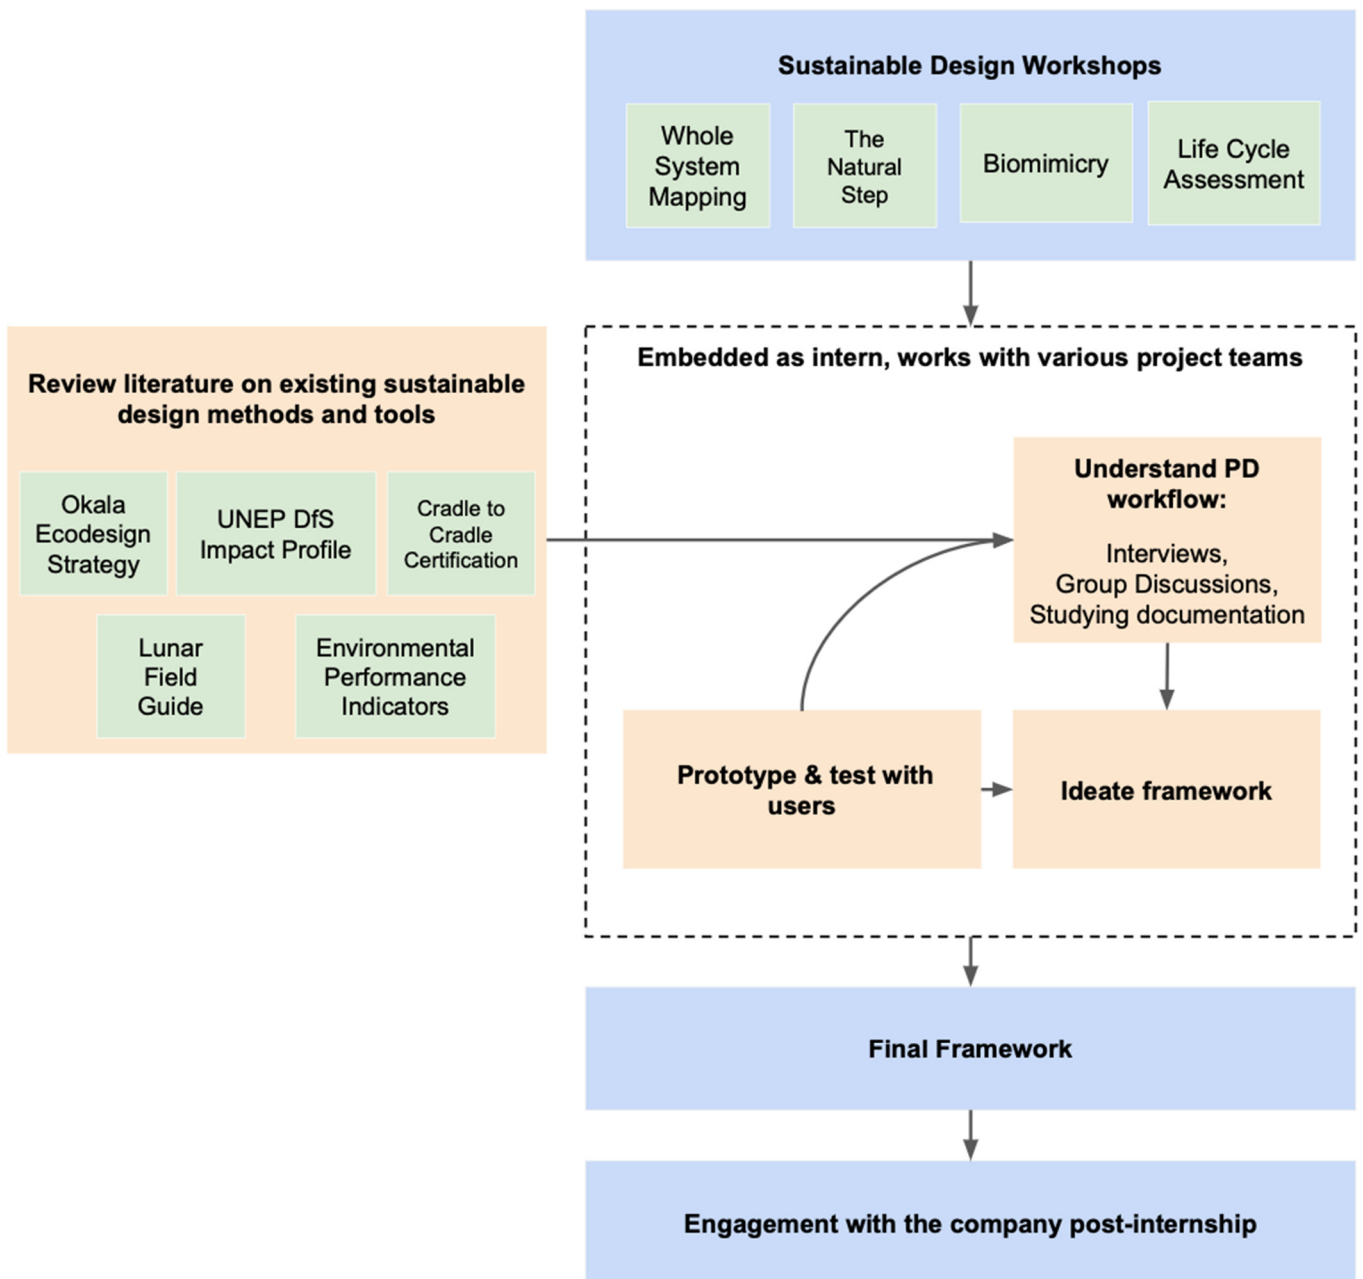 Sustainable Design Workshops
Whole
System
Mapping
The
Natural
Step
Biomimicry
Life Cycle
Assessment
Review literature on existing sustainable
design methods and tools
Okala
Ecodesign
Strategy
UNEP DfS
Impact Profile
Cradle to
Cradle
Certification
Lunar
Field
Guide
Environmental
Performance
Indicators
Embedded as intern, works with various project teams
Understand PD
workflow:
Interviews,
Group Discussions,
Studying documentation
Prototype & test with
users
Ideate framework
Final Framework
Engagement with the company post-internship